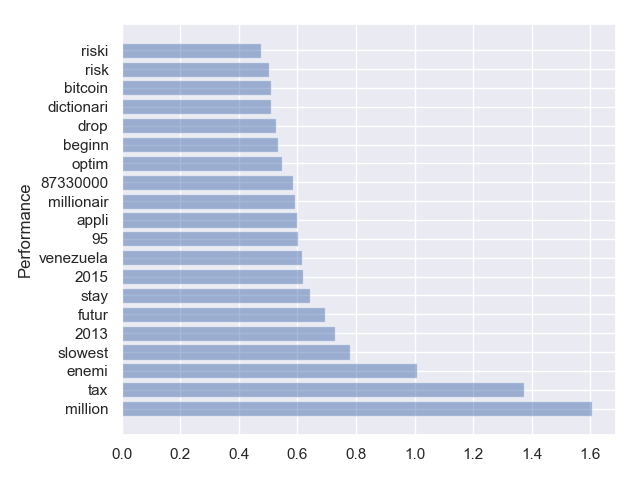 riski
risk
bitcoin
dictionari
drop
beginn
optim
87330000
millionair
appli
95
venezuela
2015
stay
futur
2013
slowest
enemi
tax
million
Performance
0.0 0.2 0.4 0.6 0.8 1.0 1.2 1.4 1.6